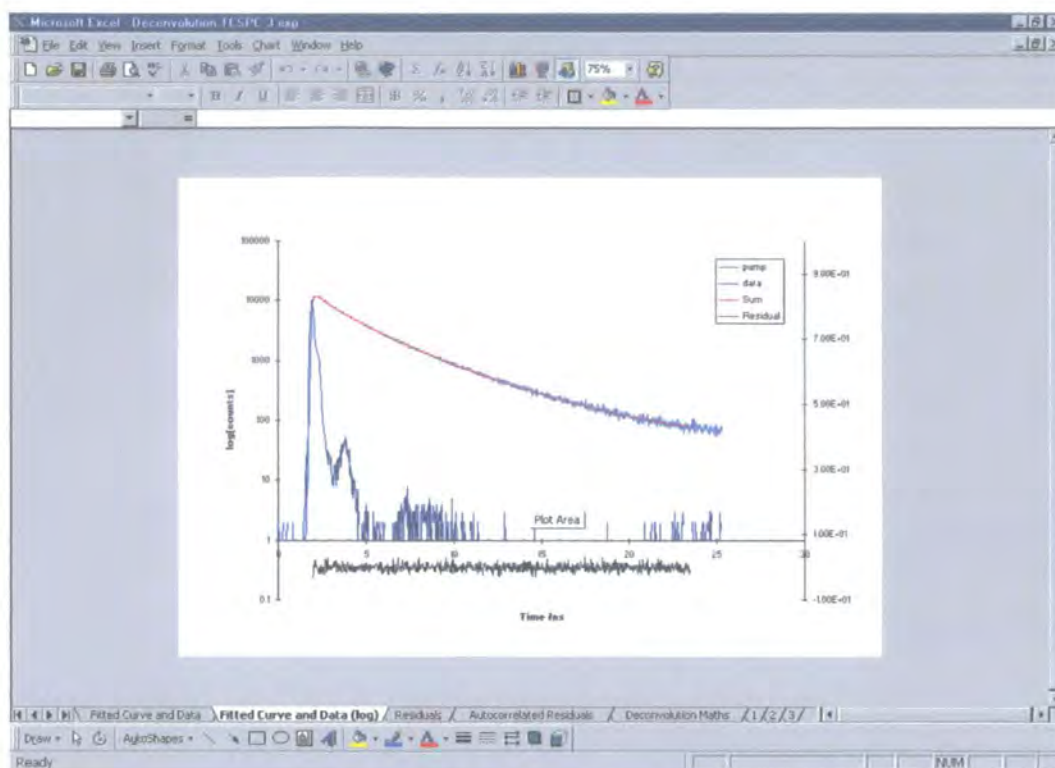 Microsoft Excel - Deconvolution TCSPC 3 exp
File Edit View Insert Format Tools Chart Window Help
75%
B I U
=
100000
10000
1000
100
10
1
0.1
log[counts]
0 5 10 15 20 25 30
Time /ns
9.00E+01
7.00E+01
5.00E+01
3.00E+01
1.00E+01
-1.00E+01
pump
data
Sum
Residual
Plot Area
Fitted Curve and Data Fitted Curve and Data (log) Residuals Autocorrelated Residuals Deconvolution Maths 1 2 3
Draw AutoShapes
Ready NUM